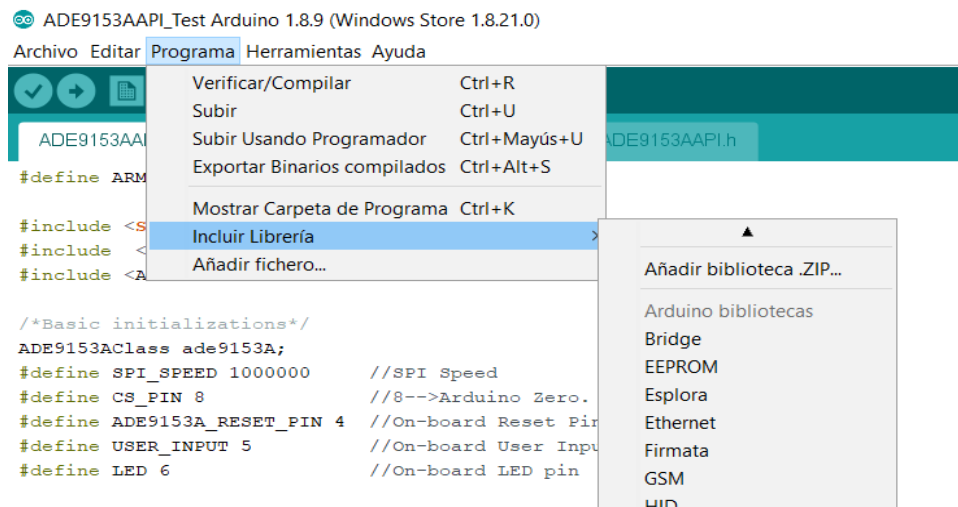 ADE9153AAPI_Test Arduino 1.8.9 (Windows Store 1.8.21.0)
Archivo Editar Programa Herramientas Ayuda
Verificar/Compilar Ctrl+R
Subir Ctrl+U
Subir Usando Programador Ctrl+Mayús+U
Exportar Binarios compilados Ctrl+Alt+S
Mostrar Carpeta de Programa Ctrl+K
Incluir Librería
Añadir fichero...
Añadir biblioteca .ZIP...
Arduino bibliotecas
Bridge
EEPROM
Esplora
Ethernet
Firmata
GSM
HID
ADE9153AAPI.h
#define ARM
#include <S
#include <
#include <A
/*Basic initializations*/
ADE9153AClass ade9153A;
#define SPI_SPEED 1000000 //SPI Speed
#define CS_PIN 8 //8-->Arduino Zero.
#define ADE9153A_RESET_PIN 4 //On-board Reset Pin
#define USER_INPUT 5 //On-board User Inpu
#define LED 6 //On-board LED pin